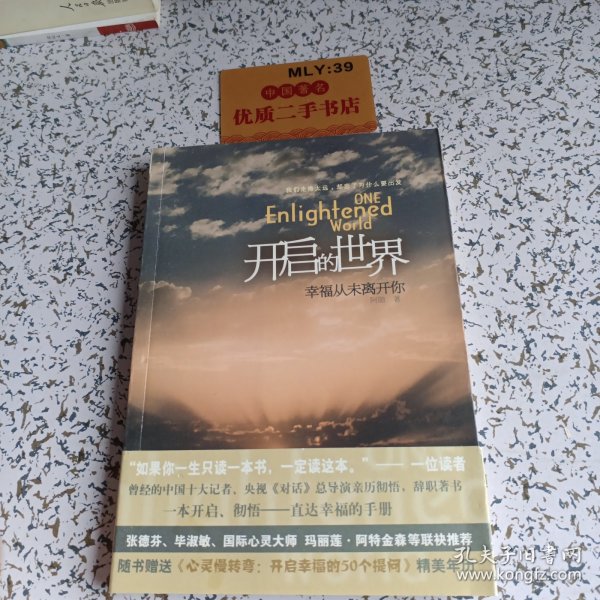 人民日报
MLY:39
中国著名
优质二手书店
我们走得太远，却忘了为什么要出发
ONE
Enlightened
World
开启的世界
幸福从未离开你
阿随 著
“如果你一生只读一本书，一定读这本。”—— 一位读者
曾经的中国十大记者、央视《对话》总导演亲历彻悟、辞职著书
一本开启、彻悟——直达幸福的手册
张德芬、毕淑敏、国际心灵大师 玛丽莲·阿特金森等联袂推荐
随书赠送《心灵慢转弯：开启幸福的50个提问》精美年历
孔夫子旧书网
www.kongfz.com